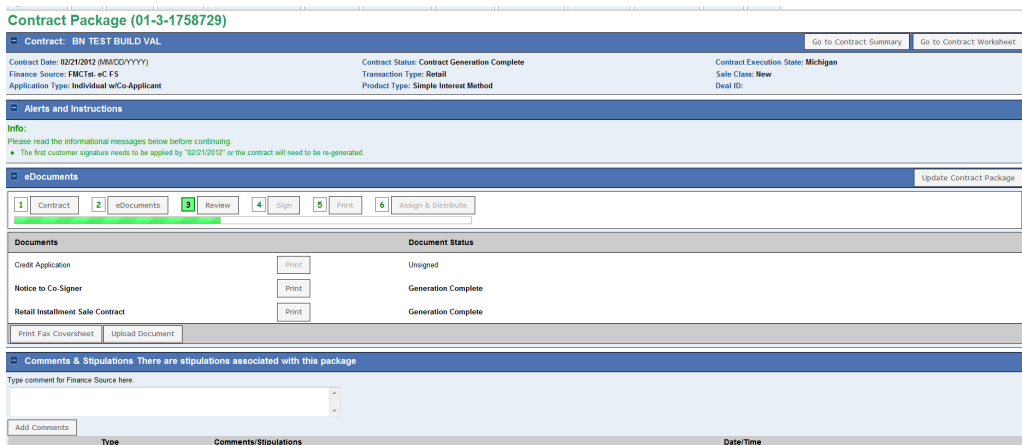 Contract Package (01-3-1758729)
Contract: BN TEST BUILD VAL Go to Contract Summary Go to Contract Worksheet
Contract Date: 02/21/2012 (MM/DD/YYYY) Contract Status: Contract Generation Complete Contract Execution State: Michigan
Finance Source: FMCTst- eC FS Transaction Type: Retail Sale Class: New
Application Type: Individual w/Co-Applicant Product Type: Simple Interest Method Deal ID:
Alerts and Instructions
Info:
Please read the informational messages below before continuing.
The first customer signature needs to be applied by "02/21/2012" or the contract will need to be re-generated.
eDocuments Update Contract Package
1 Contract 2 eDocuments 3 Review 4 Sign 5 Print 6 Assign & Distribute
Documents Document Status
Credit Application Print Unsigned
Notice to Co-Signer Print Generation Complete
Retail Installment Sale Contract Print Generation Complete
Print Fax Coversheet Upload Document
Comments & Stipulations There are stipulations associated with this package
Type comment for Finance Source here.
Add Comments
Type Comments/Stipulations Date/Time